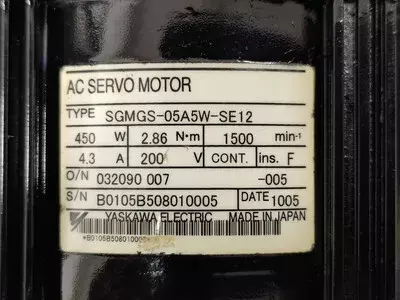 AC SERVO MOTOR
TYPE SGMGS-05A5W-SE12
450 W 2.86 N·m 1500 min⁻¹
4.3 A 200 V CONT. ins. F
O/N 032090 007 -005
S/N B0105B508010005 DATE 1005
YASKAWA ELECTRIC MADE IN JAPAN
*B0105B508010005*